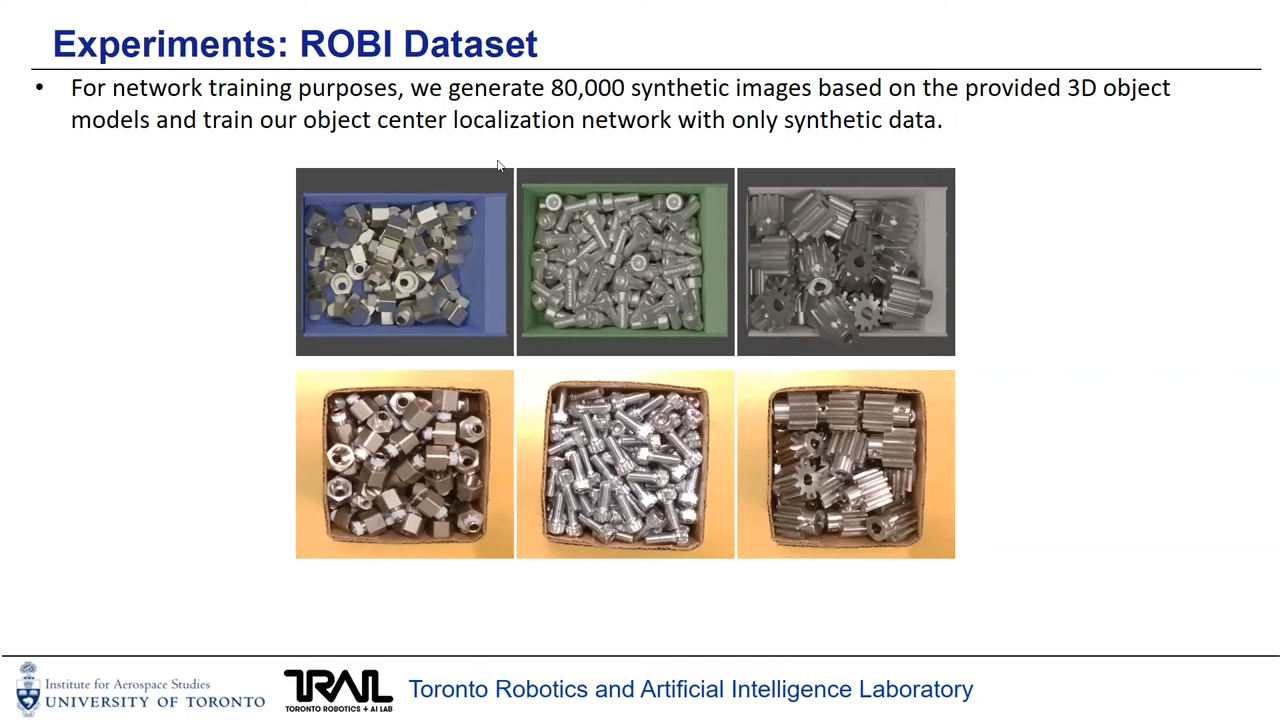 Experiments: ROBI Dataset
• For network training purposes, we generate 80,000 synthetic images based on the provided 3D object
models and train our object center localization network with only synthetic data.
Institute for Aerospace Studies
UNIVERSITY OF TORONTO
TRAIL
TORONTO ROBOTICS + AI LAB
Toronto Robotics and Artificial Intelligence Laboratory